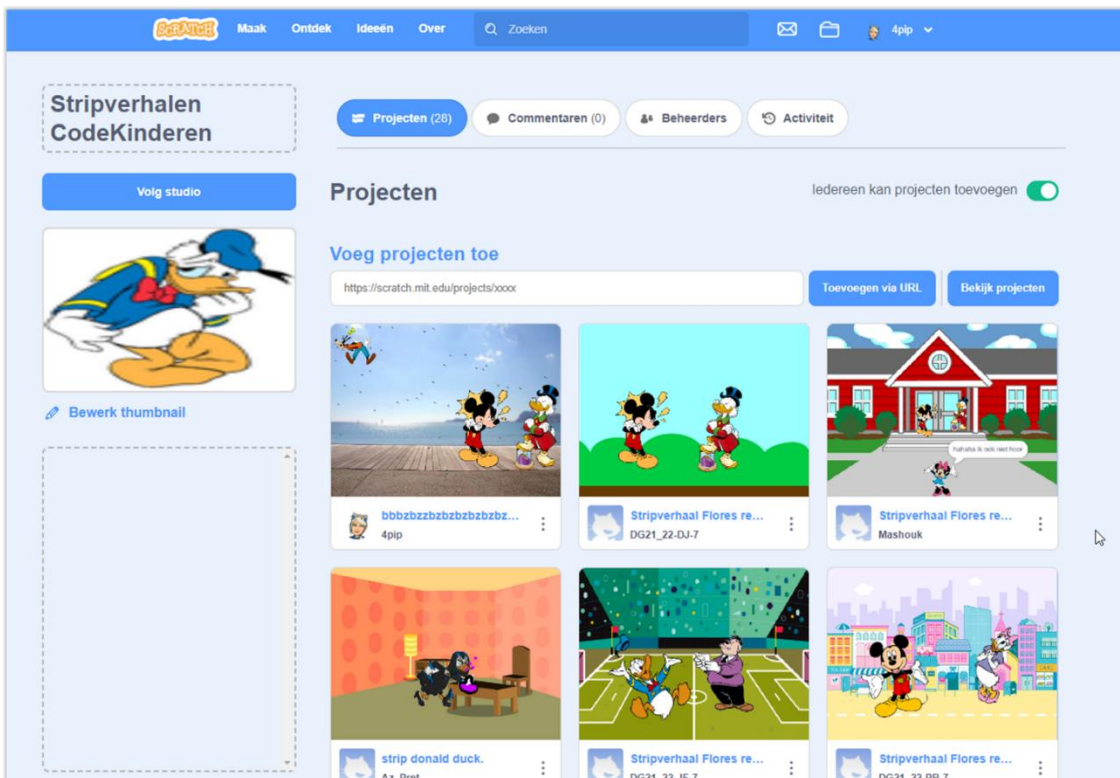 SCRATCH Maak Ontdek Ideeën Over Zoeken 4pip
Stripverhalen
CodeKinderen
Projecten (28) Commentaren (0) Beheerders Activiteit
Volg studio
Projecten
Iedereen kan projecten toevoegen
Voeg projecten toe
https://scratch.mit.edu/projects/xxxx
Toevoegen via URL
Bekijk projecten
Bewerk thumbnail
hahaha ik ook niet hoor
bbbzbzzbzbzbzbzbzbz...
4pip
Stripverhaal Flores re...
DG21_22-DJ-7
Stripverhaal Flores re...
Mashouk
strip donald duck.
Stripverhaal Flores re...
Stripverhaal Flores re...